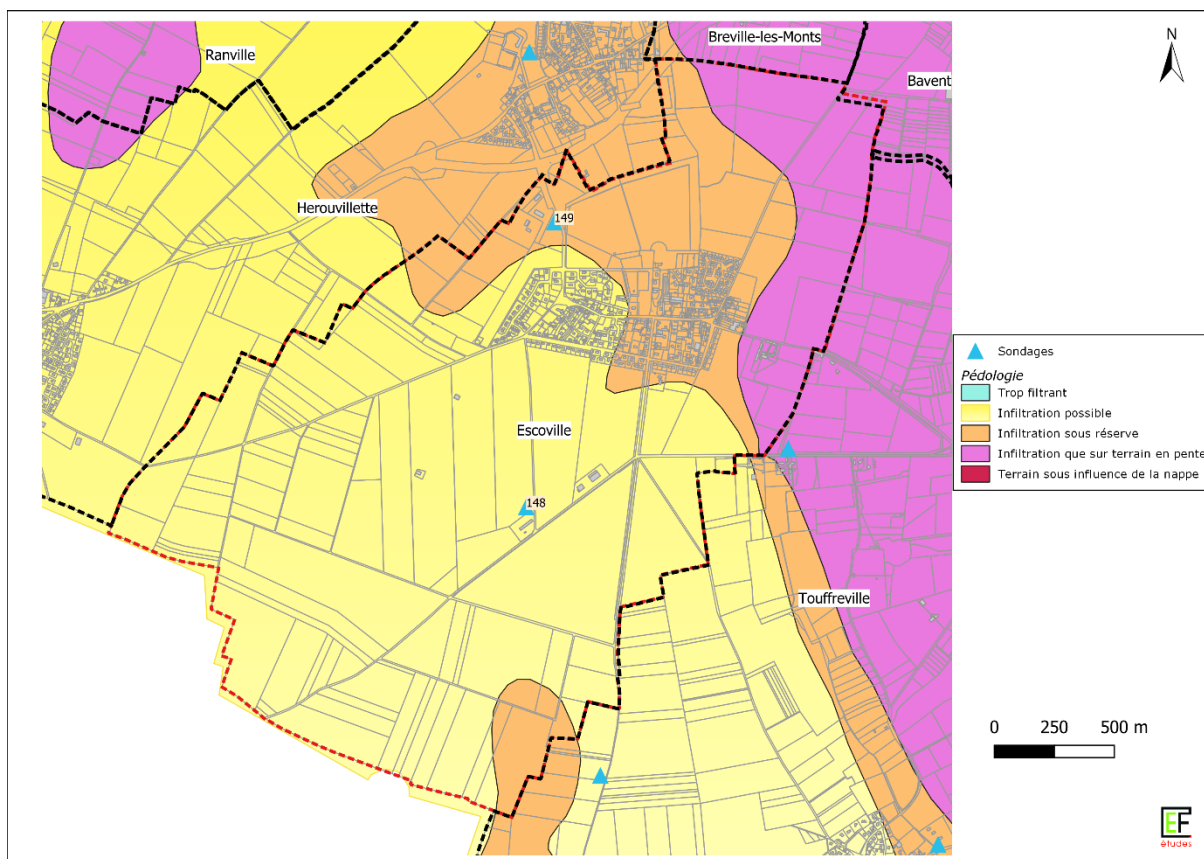 Ranville
Breville-les-Monts
N
Bavent
Herouvillette
149
Sondages
Pédologie
Trop filtrant
Infiltration possible
Infiltration sous réserve
Infiltration que sur terrain en pente
Terrain sous influence de la nappe
Escoville
148
Touffreville
0 250 500 m
EF
études